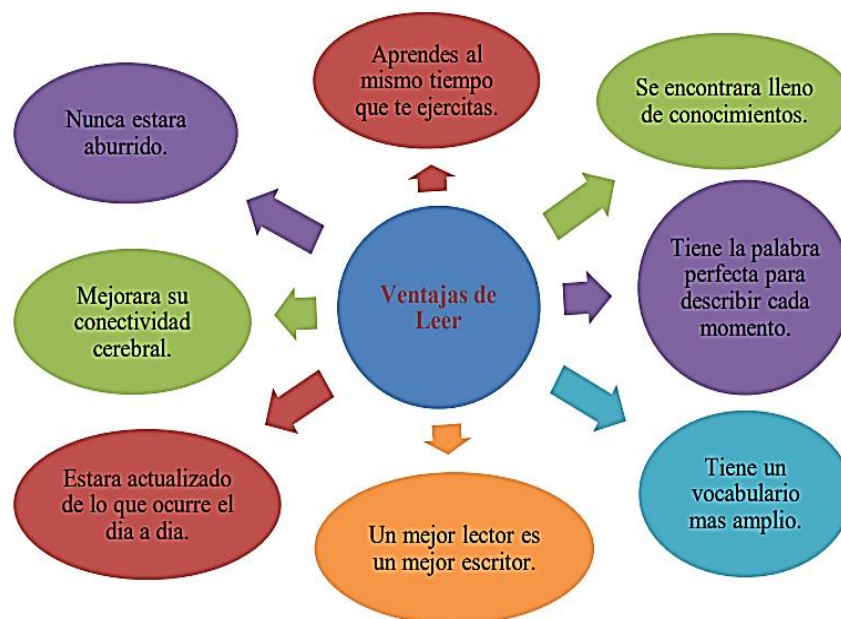 Aprendes al
mismo tiempo
que te ejercitas.
Se encontrara lleno
de conocimientos.
Nunca estara
aburrido.
Tiene la palabra
perfecta para
describir cada
momento.
Ventajas de
Leer
Mejorara su
conectividad
cerebral.
Tiene un
vocabulario
mas amplio.
Estara actualizado
de lo que ocurre el
dia a dia.
Un mejor lector es
un mejor escritor.